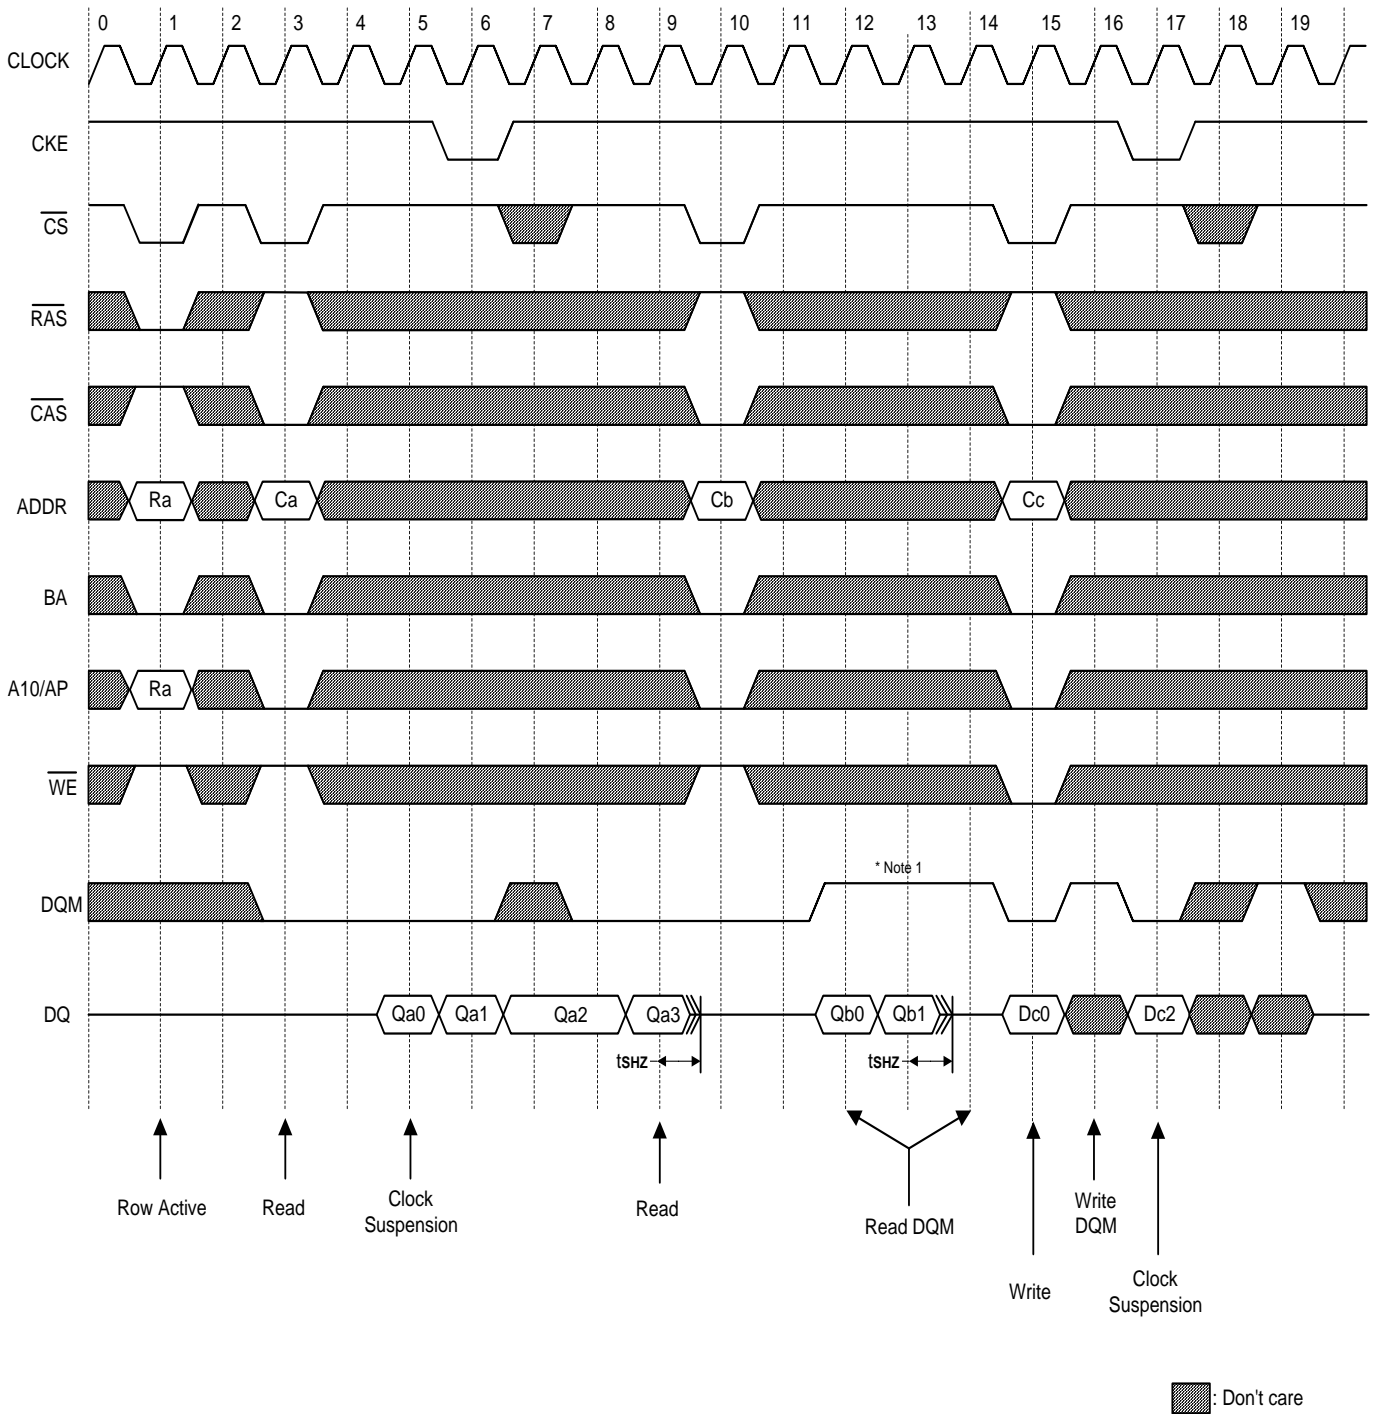 0 1 2 3 4 5 6 7 8 9 10 11 12 13 14 15 16 17 18 19
CLOCK
CKE
CS
RAS
CAS
ADDR Ra Ca Cb Cc
BA
A10/AP Ra
WE
* Note 1
DQM
DQ Qa0 Qa1 Qa2 Qa3 Qb0 Qb1 Dc0 Dc2
tSHZ tSHZ
Row Active
Read
Clock
Suspension
Read
Read DQM
Write
Write
DQM
Clock
Suspension
: Don't care